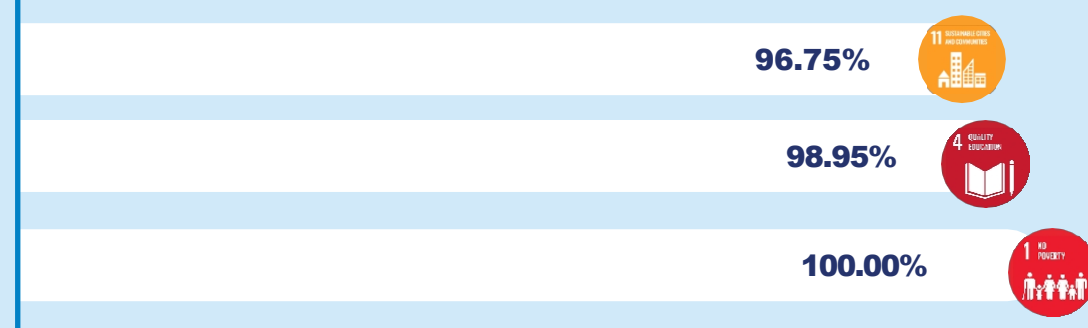 96.75%
11 SUSTAINABLE CITIES
AND COMMUNITIES
98.95%
4 QUALITY
EDUCATION
100.00%
1 NO
POVERTY